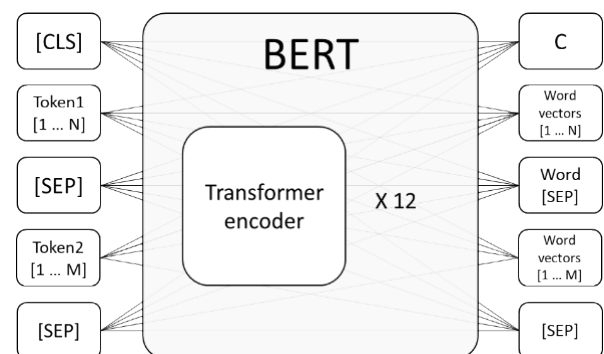 [CLS]
Token1
[1 ... N]
[SEP]
Token2
[1 ... M]
[SEP]
BERT
Transformer
encoder
X 12
C
Word
vectors
[1 ... N]
Word
[SEP]
Word
vectors
[1 ... M]
[SEP]